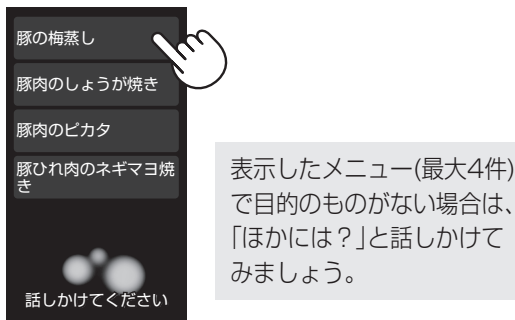 豚の梅蒸し
豚肉のしょうが焼き
豚肉のピカタ
豚ひれ肉のネギマヨ焼
き
話しかけてください
表示したメニュー(最大4件)
で目的のものがない場合は、
「ほかには？」と話しかけて
みましょう。